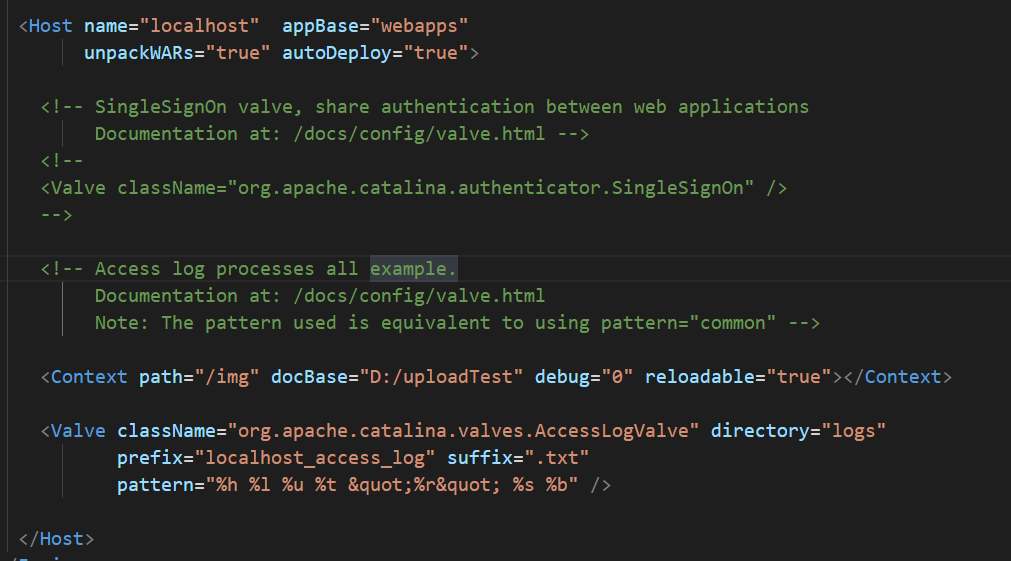 <Host name="localhost"  appBase="webapps"
unpackWARs="true" autoDeploy="true">
<!-- SingleSignOn valve, share authentication between web applications
Documentation at: /docs/config/valve.html -->
<!--
<Valve className="org.apache.catalina.authenticator.SingleSignOn" />
-->
<!-- Access log processes all example.
Documentation at: /docs/config/valve.html
Note: The pattern used is equivalent to using pattern="common" -->
<Context path="/img" docBase="D:/uploadTest" debug="0" reloadable="true"></Context>
<Valve className="org.apache.catalina.valves.AccessLogValve" directory="logs"
prefix="localhost_access_log" suffix=".txt"
pattern="%h %l %u %t &quot;%r&quot; %s %b" />
</Host>